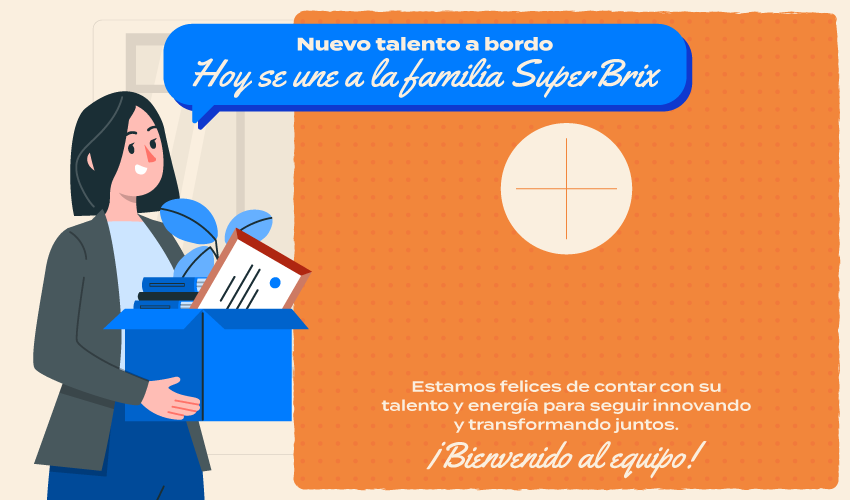 Nuevo talento a bordo
Hoy se une a la familia SuperBrix
Estamos felices de contar con su
talento y energía para seguir innovando
y transformando juntos.
¡Bienvenido al equipo!